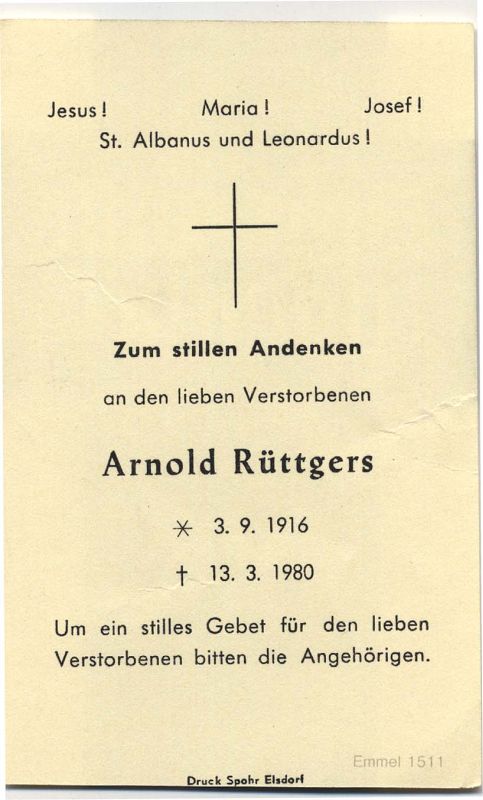 Jesus! Maria! Josef!
St. Albanus und Leonardus!
Zum stillen Andenken
an den lieben Verstorbenen
Arnold Rüttgers
* 3. 9. 1916
† 13. 3. 1980
Um ein stilles Gebet für den lieben
Verstorbenen bitten die Angehörigen.
Emmel 1511
Druck Spohr Elsdorf